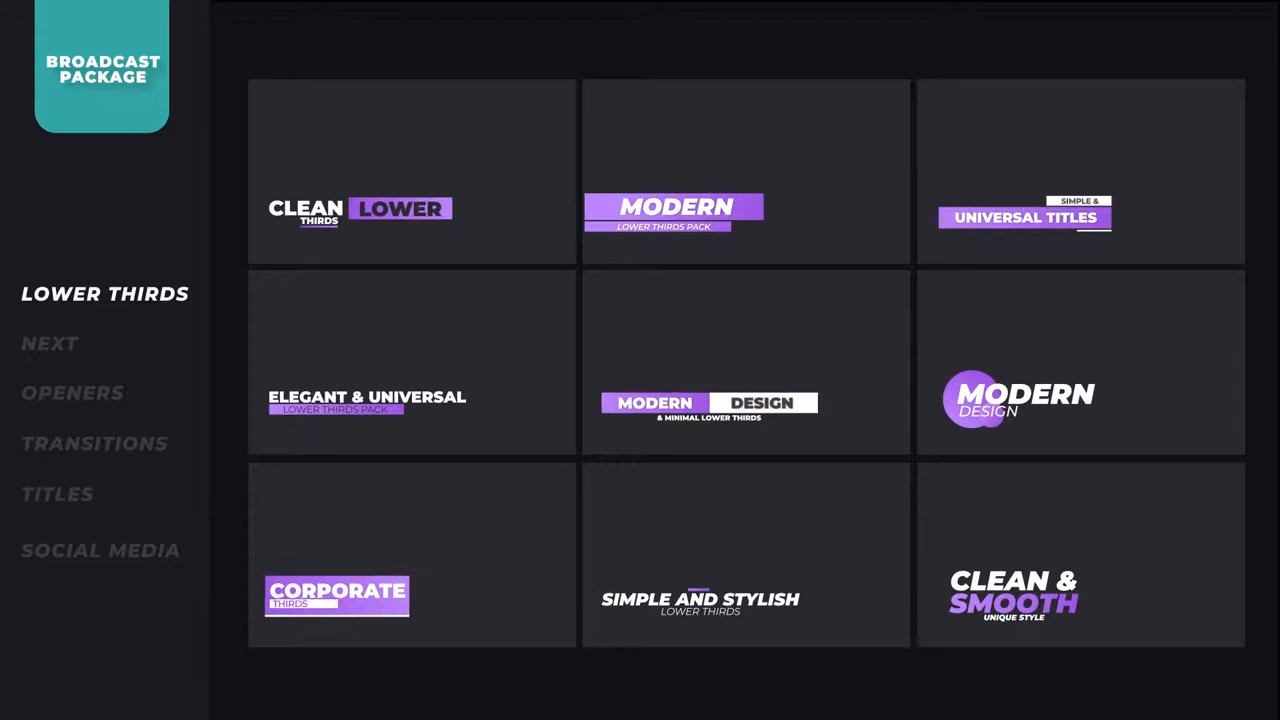 BROADCAST
PACKAGE
LOWER THIRDS
NEXT
OPENERS
TRANSITIONS
TITLES
SOCIAL MEDIA
CLEAN LOWER
THIRDS
MODERN
LOWER THIRDS PACK
SIMPLE &
UNIVERSAL TITLES
ELEGANT & UNIVERSAL
LOWER THIRDS PACK
MODERN DESIGN
& MINIMAL LOWER THIRDS
MODERN
DESIGN
CORPORATE
THIRDS
SIMPLE AND STYLISH
LOWER THIRDS
CLEAN &
SMOOTH
UNIQUE STYLE